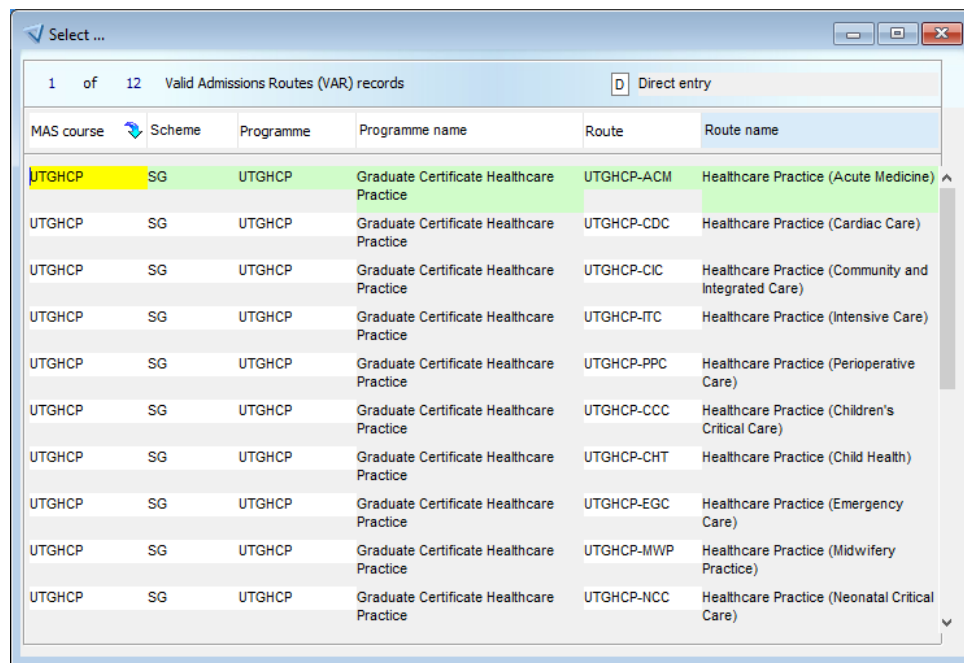 Select ...
1 of 12 Valid Admissions Routes (VAR) records D Direct entry
MAS course Scheme Programme Programme name Route Route name
UTGHCP SG UTGHCP Graduate Certificate Healthcare UTGHCP-ACM Healthcare Practice (Acute Medicine)
Practice
UTGHCP SG UTGHCP Graduate Certificate Healthcare UTGHCP-CDC Healthcare Practice (Cardiac Care)
Practice
UTGHCP SG UTGHCP Graduate Certificate Healthcare UTGHCP-CIC Healthcare Practice (Community and
Practice Integrated Care)
UTGHCP SG UTGHCP Graduate Certificate Healthcare UTGHCP-ITC Healthcare Practice (Intensive Care)
Practice
UTGHCP SG UTGHCP Graduate Certificate Healthcare UTGHCP-PPC Healthcare Practice (Perioperative
Practice Care)
UTGHCP SG UTGHCP Graduate Certificate Healthcare UTGHCP-CCC Healthcare Practice (Children's
Practice Critical Care)
UTGHCP SG UTGHCP Graduate Certificate Healthcare UTGHCP-CHT Healthcare Practice (Child Health)
Practice
UTGHCP SG UTGHCP Graduate Certificate Healthcare UTGHCP-EGC Healthcare Practice (Emergency
Practice Care)
UTGHCP SG UTGHCP Graduate Certificate Healthcare UTGHCP-MWP Healthcare Practice (Midwifery
Practice Practice)
UTGHCP SG UTGHCP Graduate Certificate Healthcare UTGHCP-NCC Healthcare Practice (Neonatal Critical
Practice Care)